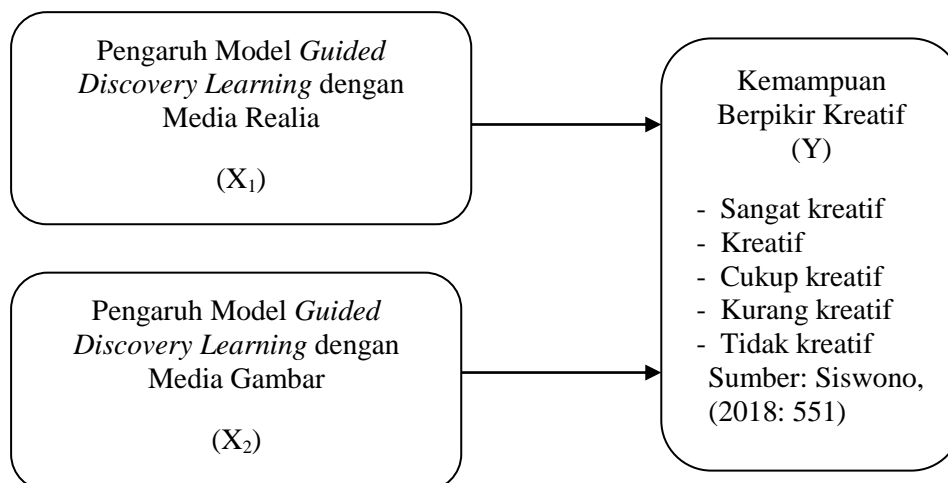 Pengaruh Model Guided
Discovery Learning dengan
Media Realia
(X₁)
Pengaruh Model Guided
Discovery Learning dengan
Media Gambar
(X₂)
Kemampuan
Berpikir Kreatif
(Y)
- Sangat kreatif
- Kreatif
- Cukup kreatif
- Kurang kreatif
- Tidak kreatif
Sumber: Siswono,
(2018: 551)